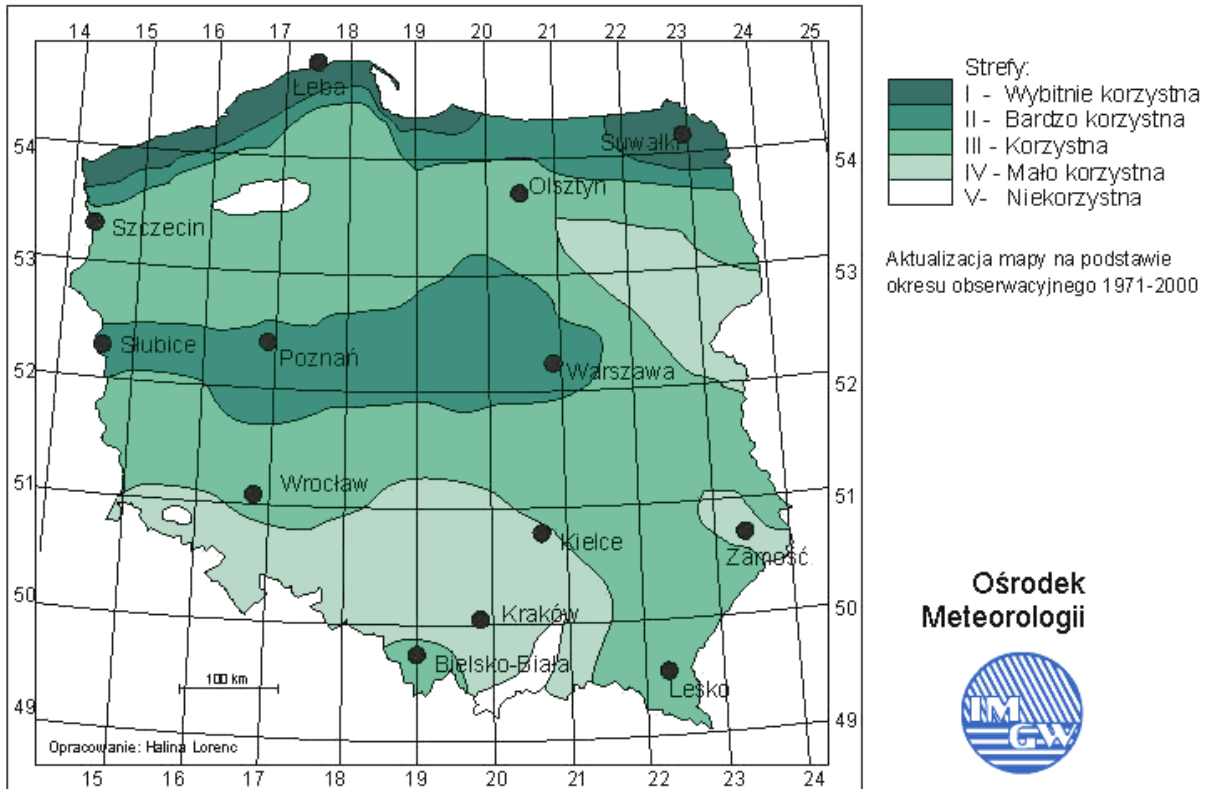 14 15 16 17 18 19 20 21 22 23 24 25
Łeba
54
Suwałki
54
Olsztyn
Szczecin
53
53
Słubice
Poznań
Warszawa
52
52
Wrocław
51
51
Kielce
Zamość
50
Kraków
50
Bielsko-Biała
Lesko
100 km
49
49
Opracowanie: Halina Lorenc
15 16 17 18 19 20 21 22 23 24
Strefy:
I - Wybitnie korzystna
II - Bardzo korzystna
III - Korzystna
IV - Mało korzystna
V- Niekorzystna
Aktualizacja mapy na podstawie
okresu obserwacyjnego 1971-2000
Ośrodek
Meteorologii
IM
GW